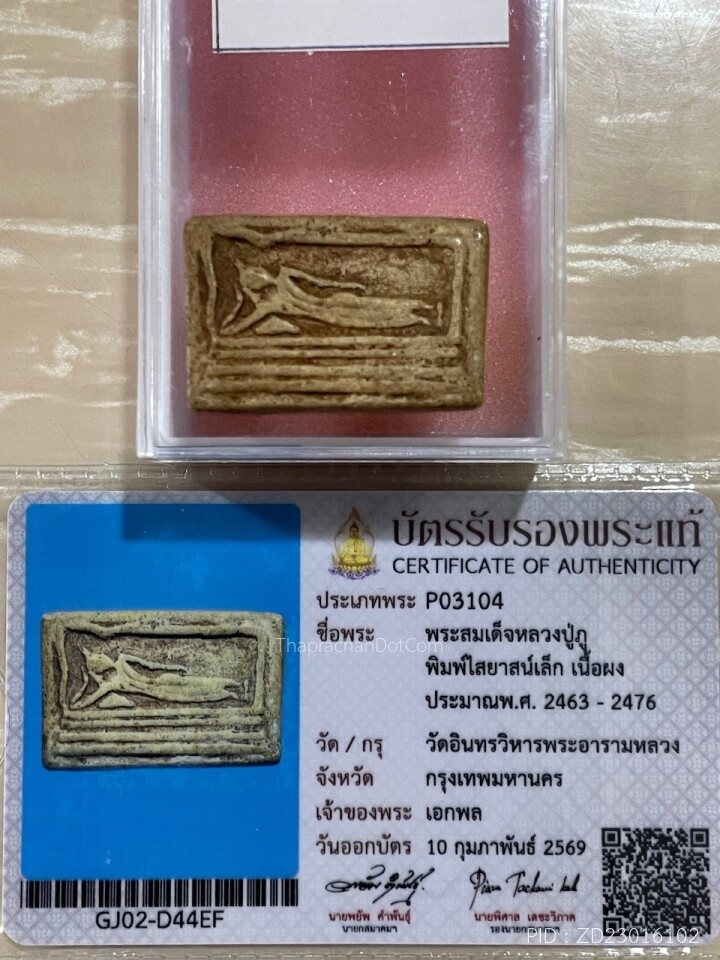 บัตรรับรองพระแท้
CERTIFICATE OF AUTHENTICITY
ประเภทพระ P03104
ชื่อพระ พระสมเด็จหลวงปู่ภู
พิมพ์ไสยาสน์เล็ก เนื้อผง
ประมาณพ.ศ. 2463 - 2476
วัด / กรุ วัดอินทรวิหารพระอารามหลวง
จังหวัด กรุงเทพมหานคร
เจ้าของพระ เอกพล
วันออกบัตร 10 กุมภาพันธ์ 2569
ThaprachanDotCom
GJ02-D44EF
นายพยัพ คำพันธุ์
นายกสมาคมฯ
นายพิศาล เตชะวิภาค
PID : ZD23016102